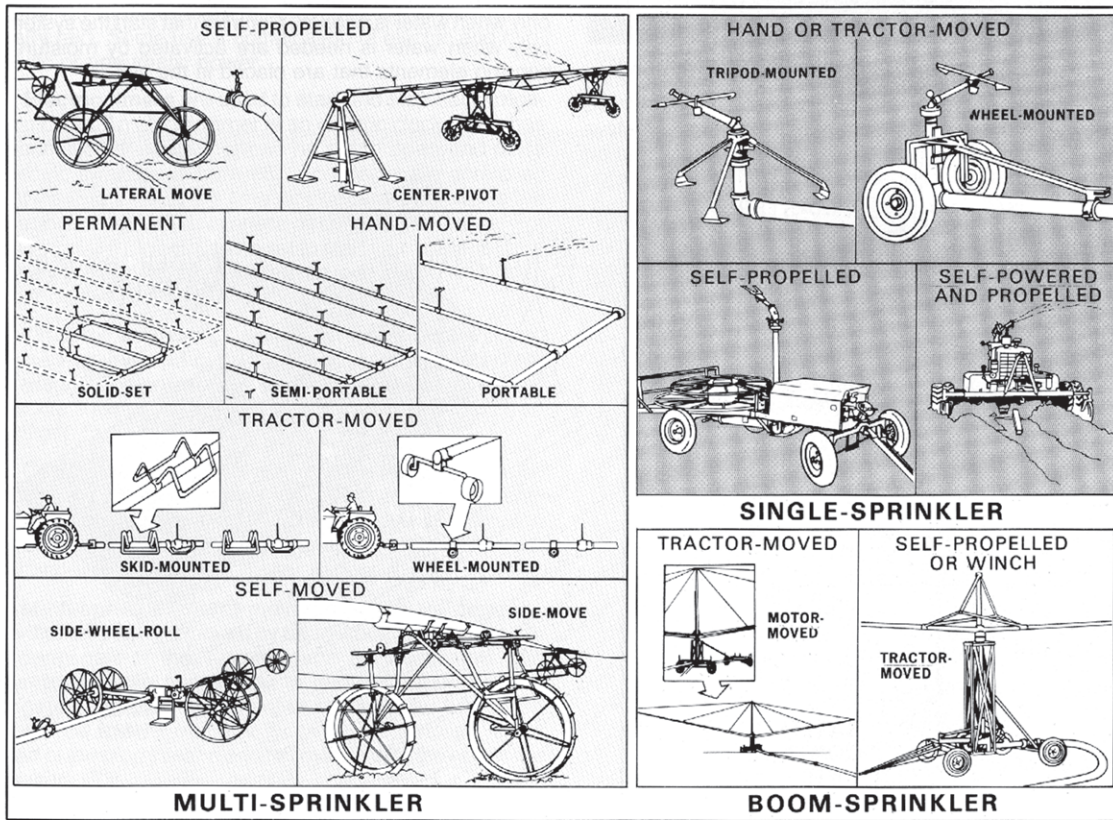 SELF-PROPELLED
LATERAL MOVE
CENTER-PIVOT
PERMANENT
HAND-MOVED
SOLID-SET
SEMI-PORTABLE
PORTABLE
TRACTOR-MOVED
SKID-MOUNTED
WHEEL-MOUNTED
SELF-MOVED
SIDE-WHEEL-ROLL
SIDE-MOVE
MULTI-SPRINKLER
HAND OR TRACTOR-MOVED
TRIPOD-MOUNTED
WHEEL-MOUNTED
SELF-PROPELLED
SELF-POWERED
AND PROPELLED
SINGLE-SPRINKLER
TRACTOR-MOVED
MOTOR-
MOVED
SELF-PROPELLED
OR WINCH
TRACTOR-
MOVED
BOOM-SPRINKLER